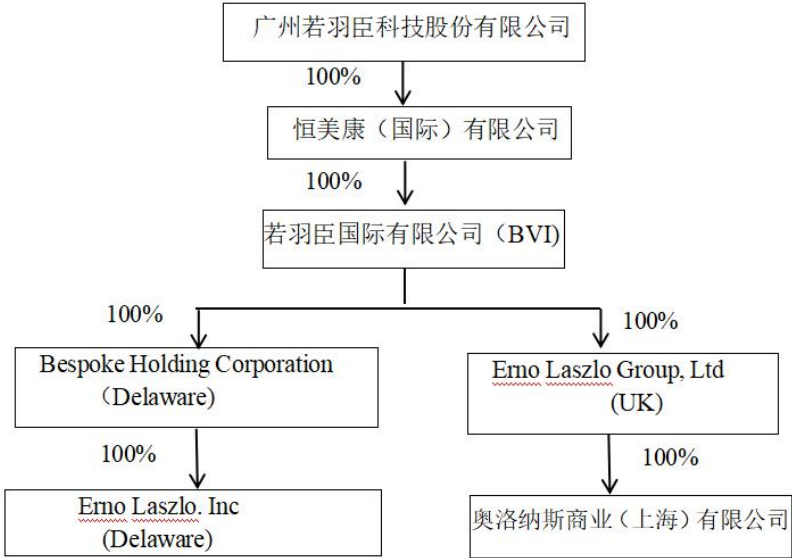 广州若羽臣科技股份有限公司
100%
恒美康（国际）有限公司
100%
若羽臣国际有限公司（BVI)
100%
100%
Bespoke Holding Corporation
（Delaware)
Erno Laszlo Group, Ltd
(UK)
100%
100%
Erno Laszlo. Inc
(Delaware)
奥洛纳斯商业（上海）有限公司